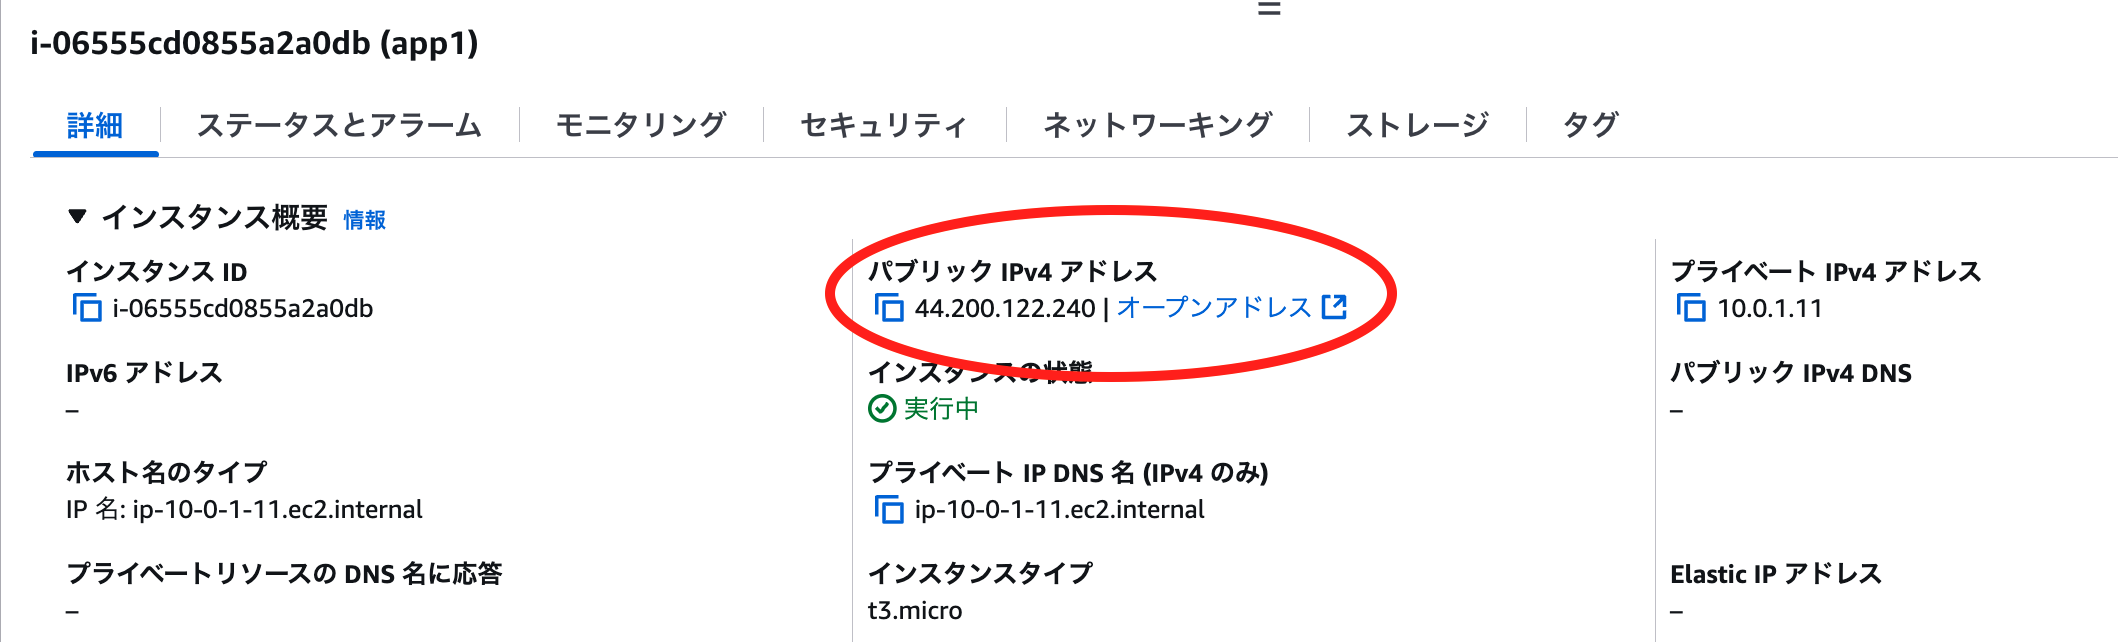 i-06555cd0855a2a0db (app1)
詳細 ステータスとアラーム モニタリング セキュリティ ネットワーキング ストレージ タグ
▼ インスタンス概要 情報
インスタンス ID
i-06555cd0855a2a0db
パブリック IPv4 アドレス
44.200.122.240 | オープンアドレス
プライベート IPv4 アドレス
10.0.1.11
IPv6 アドレス
–
インスタンスの状態
実行中
パブリック IPv4 DNS
–
ホスト名のタイプ
IP 名: ip-10-0-1-11.ec2.internal
プライベート IP DNS 名 (IPv4 のみ)
ip-10-0-1-11.ec2.internal
プライベートリソースの DNS 名に応答
–
インスタンスタイプ
t3.micro
Elastic IP アドレス
–